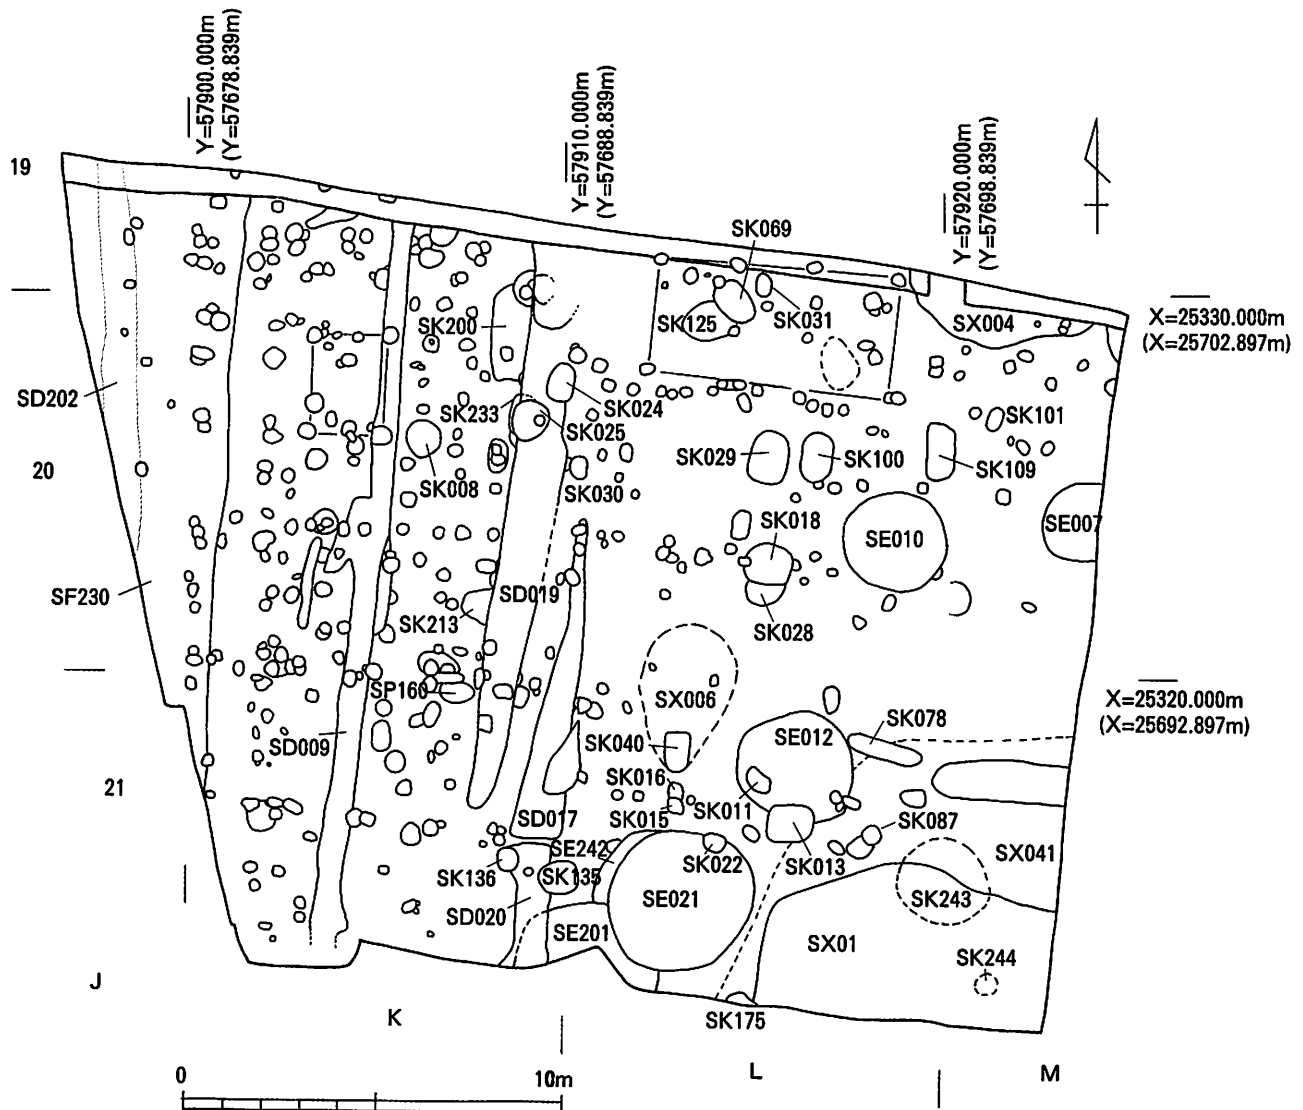 Y=57900.000m
(Y=57678.839m)
Y=57910.000m
(Y=57688.839m)
Y=57920.000m
(Y=57698.839m)
19
SK069
SK200
SK125
SK031
SX004
X=25330.000m
(X=25702.897m)
SD202
SK233
SK024
SK025
SK101
20
SK008
SK030
SK029
SK100
SK109
SK018
SE010
SE007
SF230
SD019
SK213
SK028
SP160
SX006
X=25320.000m
(X=25692.897m)
SD009
SK040
SE012
SK078
21
SK016
SK015
SK011
SD017
SK087
SE242
SK022
SK013
SX041
SK136
SK135
SE021
SK243
SD020
SE201
SX01
SK244
J
K
SK175
L
M
0
10m